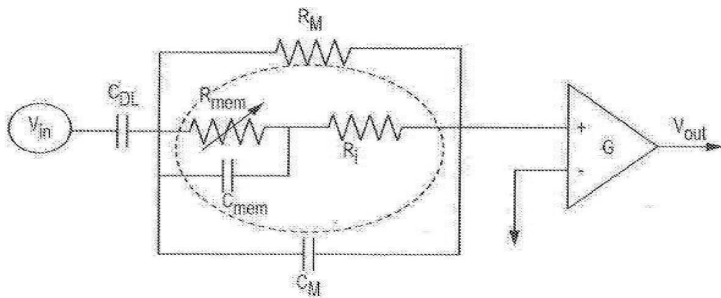 R_M
C_DL
R_mem
V_in
R_i
C_mem
C_M
+
-
G
V_out